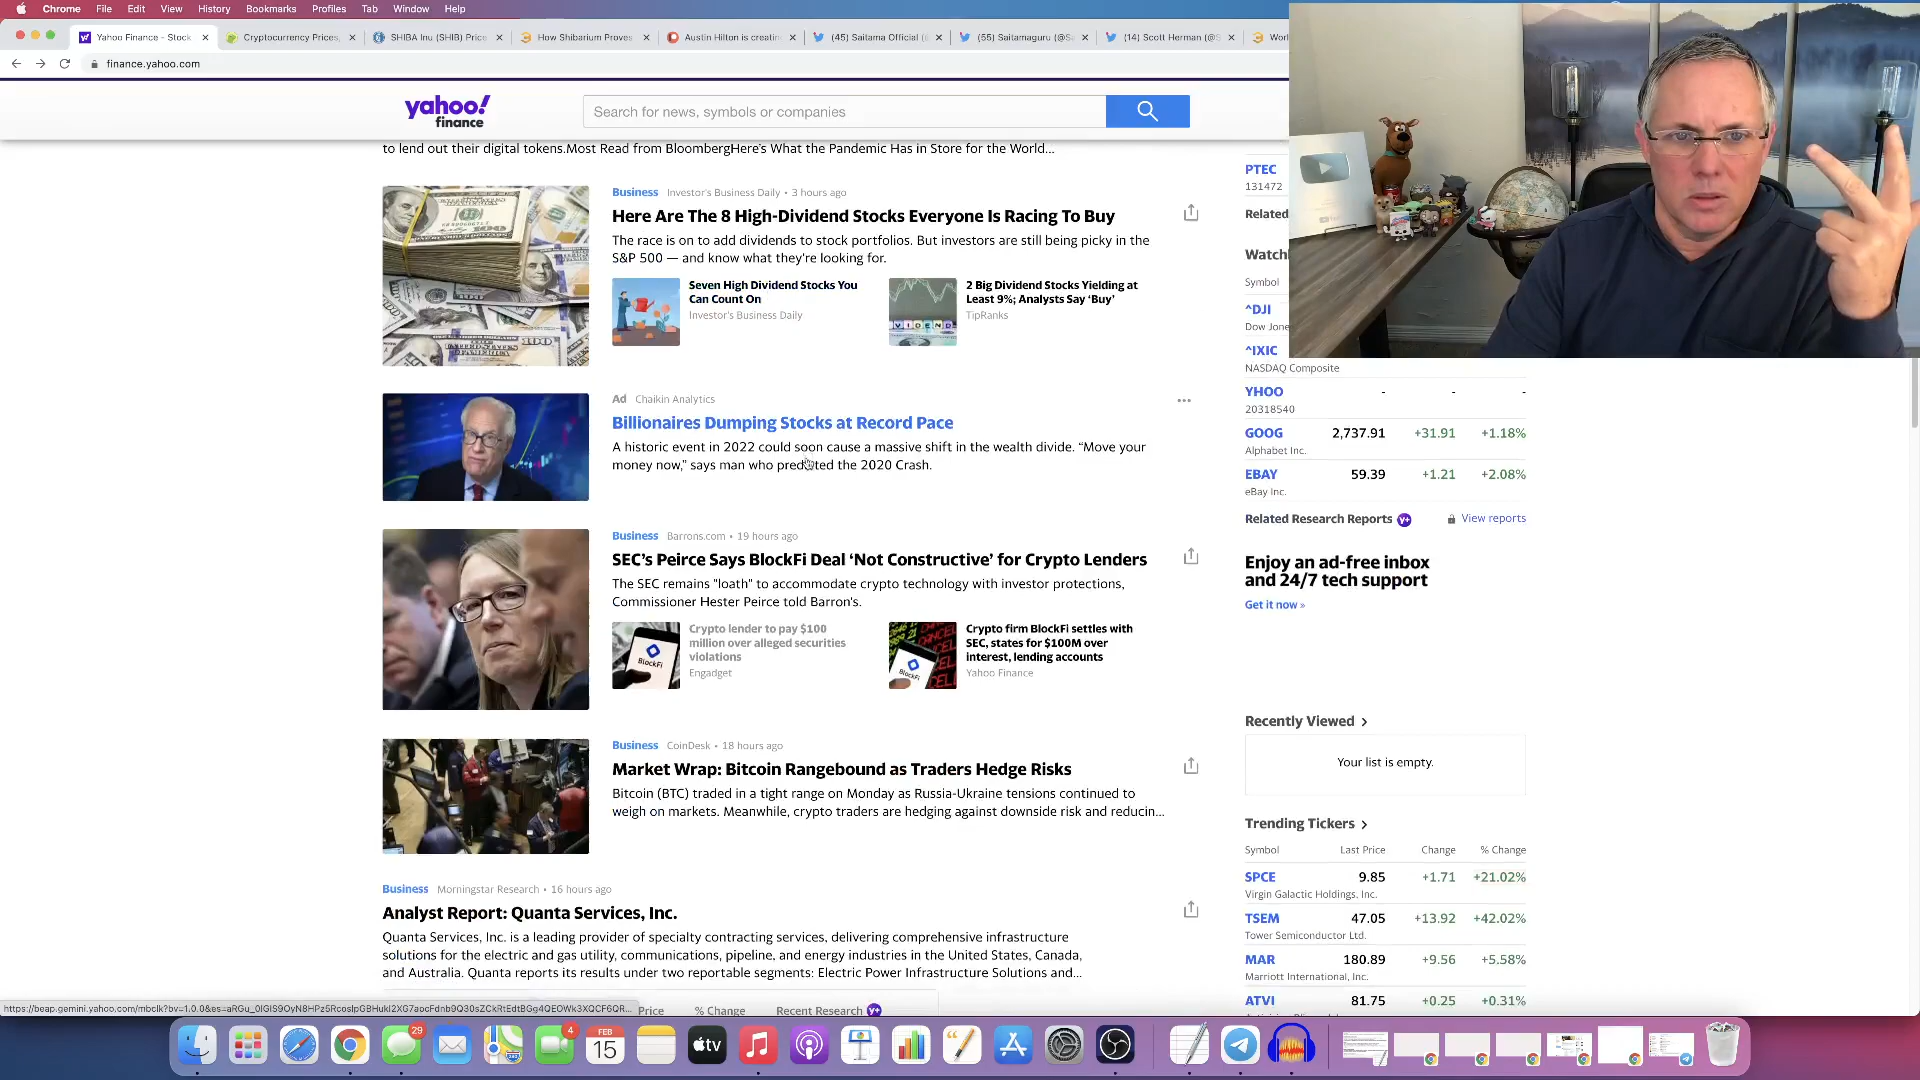 Chrome File Edit View History Bookmarks Profiles Tab Window Help
Yahoo Finance - Stock
Cryptocurrency Prices,
SHIBA Inu (SHIB) Price
How Shibarium Proves
Austin Hilton is creatin
(45) Saitama Official (
(55) Saitamaguru (@S
(14) Scott Herman (@S
Worl
finance.yahoo.com
yahoo!
finance
Search for news, symbols or companies
to lend out their digital tokens.Most Read from BloombergHere's What the Pandemic Has in Store for the World...
Business Investor's Business Daily • 3 hours ago
Here Are The 8 High-Dividend Stocks Everyone Is Racing To Buy
The race is on to add dividends to stock portfolios. But investors are still being picky in the
S&P 500 — and know what they're looking for.
Seven High Dividend Stocks You
Can Count On
Investor's Business Daily
2 Big Dividend Stocks Yielding at
Least 9%; Analysts Say 'Buy'
TipRanks
Ad Chaikin Analytics
Billionaires Dumping Stocks at Record Pace
A historic event in 2022 could soon cause a massive shift in the wealth divide. "Move your
money now," says man who predicted the 2020 Crash.
Business Barrons.com • 19 hours ago
SEC's Peirce Says BlockFi Deal 'Not Constructive' for Crypto Lenders
The SEC remains "loath" to accommodate crypto technology with investor protections,
Commissioner Hester Peirce told Barron's.
BlockFi
Crypto lender to pay $100
million over alleged securities
violations
Engadget
BlockFi
Crypto firm BlockFi settles with
SEC, states for $100M over
interest, lending accounts
Yahoo Finance
Business CoinDesk • 18 hours ago
Market Wrap: Bitcoin Rangebound as Traders Hedge Risks
Bitcoin (BTC) traded in a tight range on Monday as Russia-Ukraine tensions continued to
weigh on markets. Meanwhile, crypto traders are hedging against downside risk and reducin...
Business Morningstar Research • 16 hours ago
Analyst Report: Quanta Services, Inc.
Quanta Services, Inc. is a leading provider of specialty contracting services, delivering comprehensive infrastructure
solutions for the electric and gas utility, communications, pipeline, and energy industries in the United States, Canada,
and Australia. Quanta reports its results under two reportable segments: Electric Power Infrastructure Solutions and...
Price % Change Recent Research
PTEC
131472
Related
Watchl
Symbol
^DJI
Dow Jone
^IXIC
NASDAQ Composite
YHOO - - -
20318540
GOOG 2,737.91 +31.91 +1.18%
Alphabet Inc.
EBAY 59.39 +1.21 +2.08%
eBay Inc.
Related Research Reports View reports
Enjoy an ad-free inbox
and 24/7 tech support
Get it now »
Recently Viewed
Your list is empty.
Trending Tickers
Symbol Last Price Change % Change
SPCE 9.85 +1.71 +21.02%
Virgin Galactic Holdings, Inc.
TSEM 47.05 +13.92 +42.02%
Tower Semiconductor Ltd.
MAR 180.89 +9.56 +5.58%
Marriott International, Inc.
ATVI 81.75 +0.25 +0.31%
29
4
FEB
15
tv